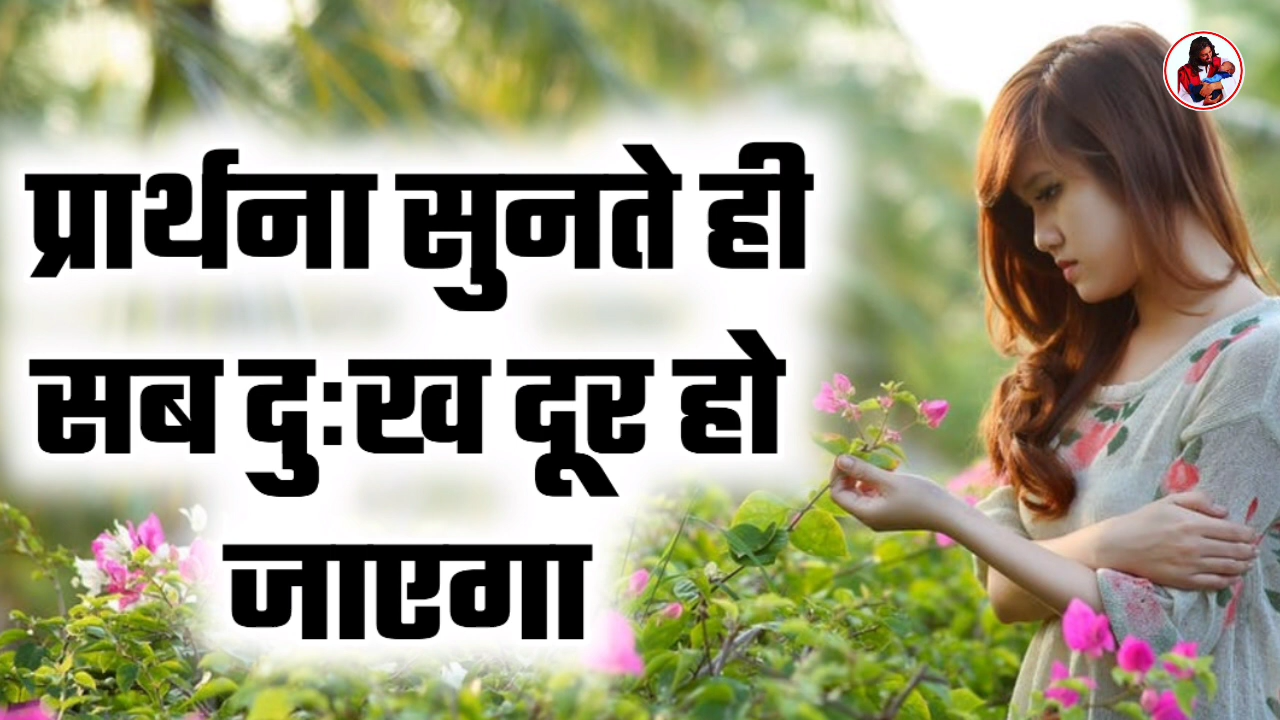 प्रार्थना सुनते ही
सब दुःख दूर हो
जाएगा